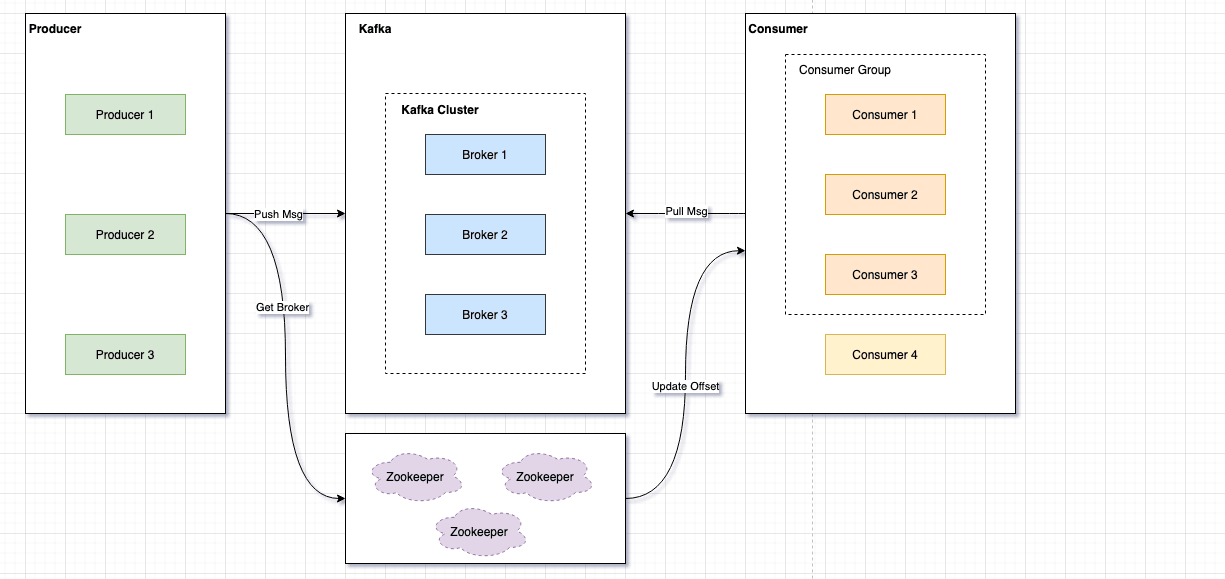 Producer
Producer 1
Producer 2
Producer 3
Push Msg
Get Broker
Kafka
Kafka Cluster
Broker 1
Broker 2
Broker 3
Pull Msg
Update Offset
Consumer
Consumer Group
Consumer 1
Consumer 2
Consumer 3
Consumer 4
Zookeeper
Zookeeper
Zookeeper